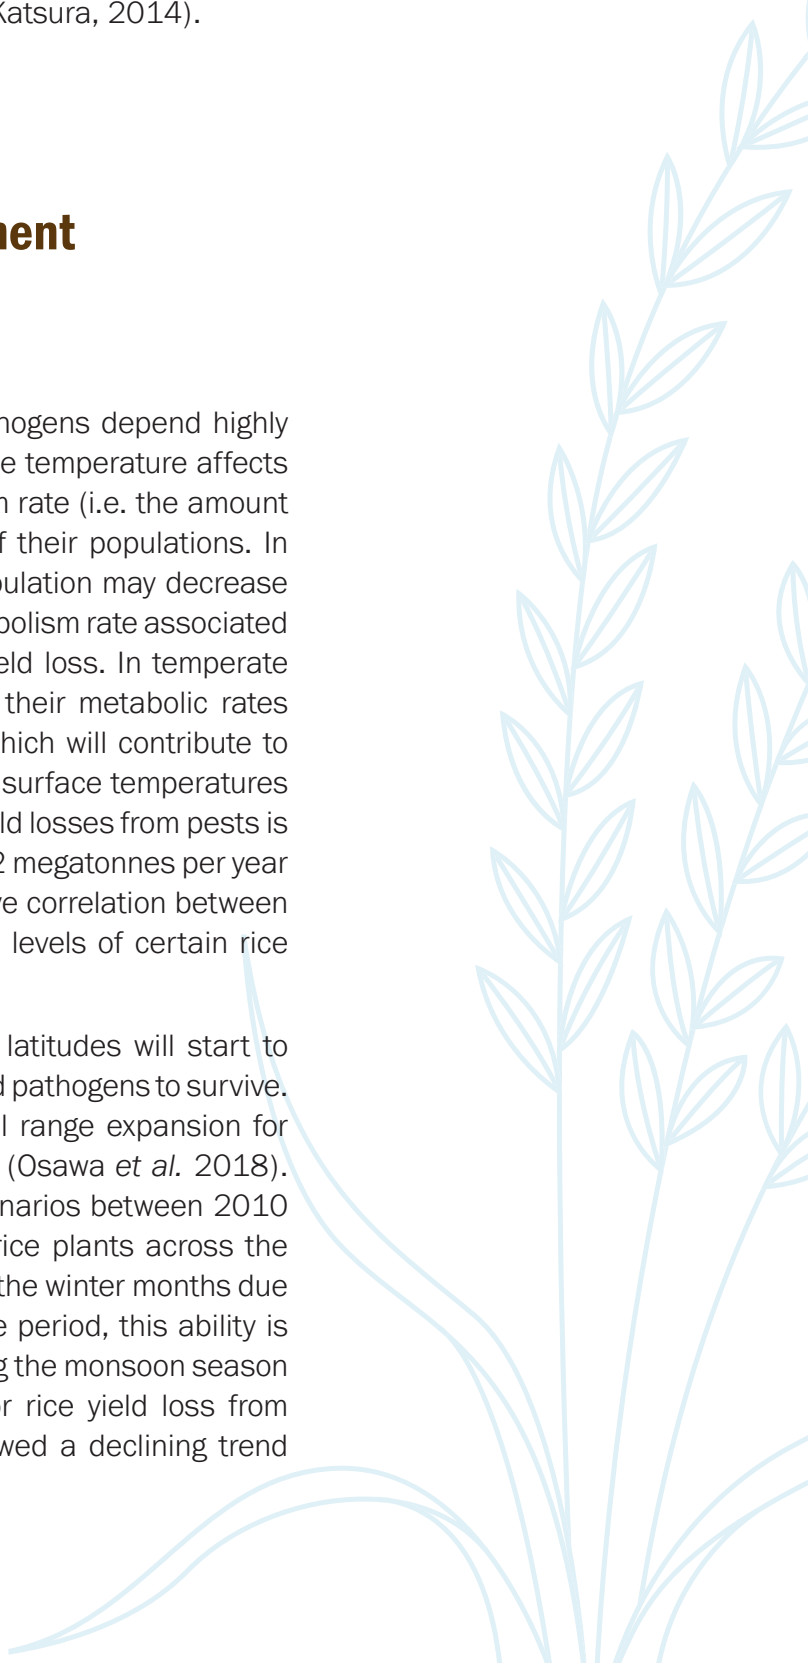 Katsura, 2014).
ment
hogens depend highly
e temperature affects
n rate (i.e. the amount
f their populations. In
pulation may decrease
bolism rate associated
eld loss. In temperate
their metabolic rates
hich will contribute to
surface temperatures
ld losses from pests is
2 megatonnes per year
ve correlation between
levels of certain rice
latitudes will start to
d pathogens to survive.
l range expansion for
(Osawa et al. 2018).
narios between 2010
rice plants across the
the winter months due
e period, this ability is
g the monsoon season
or rice yield loss from
wed a declining trend